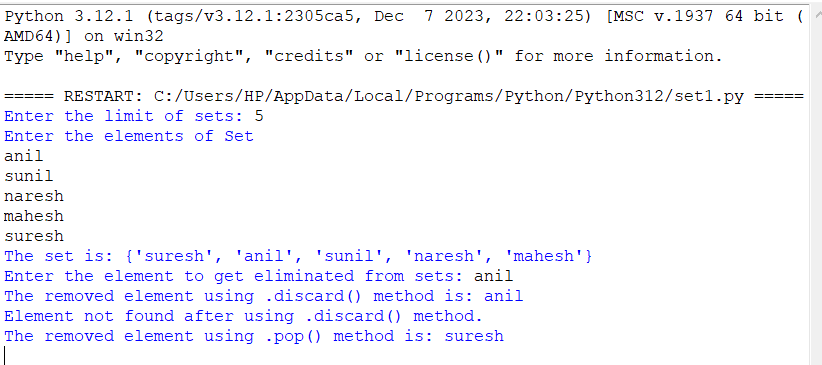 Python 3.12.1 (tags/v3.12.1:2305ca5, Dec  7 2023, 22:03:25) [MSC v.1937 64 bit (
AMD64)] on win32
Type "help", "copyright", "credits" or "license()" for more information.

===== RESTART: C:/Users/HP/AppData/Local/Programs/Python/Python312/set1.py =====
Enter the limit of sets: 5
Enter the elements of Set
anil
sunil
naresh
mahesh
suresh
The set is: {'suresh', 'anil', 'sunil', 'naresh', 'mahesh'}
Enter the element to get eliminated from sets: anil
The removed element using .discard() method is: anil
Element not found after using .discard() method.
The removed element using .pop() method is: suresh